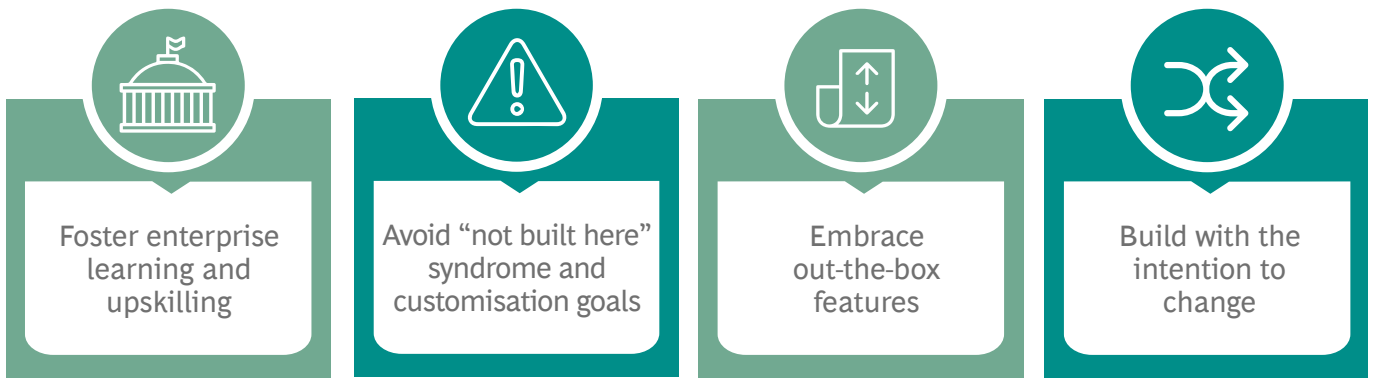 Foster enterprise
learning and
upskilling
Avoid “not built here”
syndrome and
customisation goals
Embrace
out-the-box
features
Build with the
intention to
change